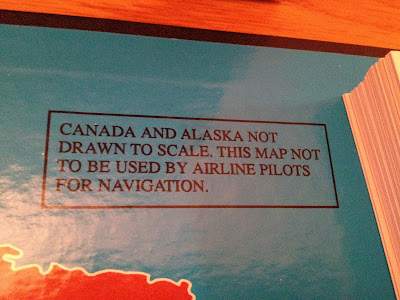 CANADA AND ALASKA NOT
DRAWN TO SCALE. THIS MAP NOT
TO BE USED BY AIRLINE PILOTS
FOR NAVIGATION.